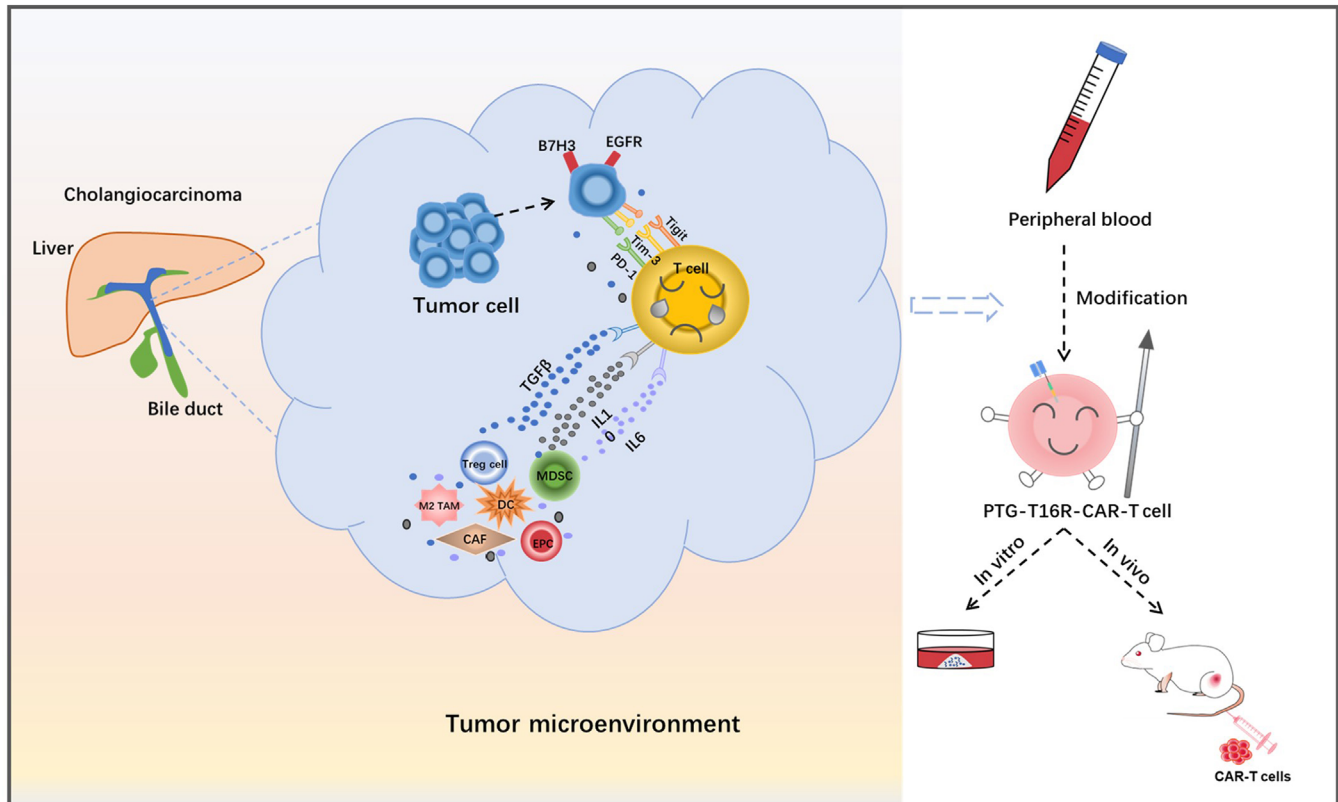 Cholangiocarcinoma
Liver
Bile duct
B7H3
EGFR
Tumor cell
Tigit
Tim-3
PD-1
T cell
TGFβ
IL1
0
IL6
Treg cell
MDSC
M2 TAM
DC
CAF
EPC
Tumor microenvironment
Peripheral blood
Modification
PTG-T16R-CAR-T cell
In vitro
In vivo
CAR-T cells